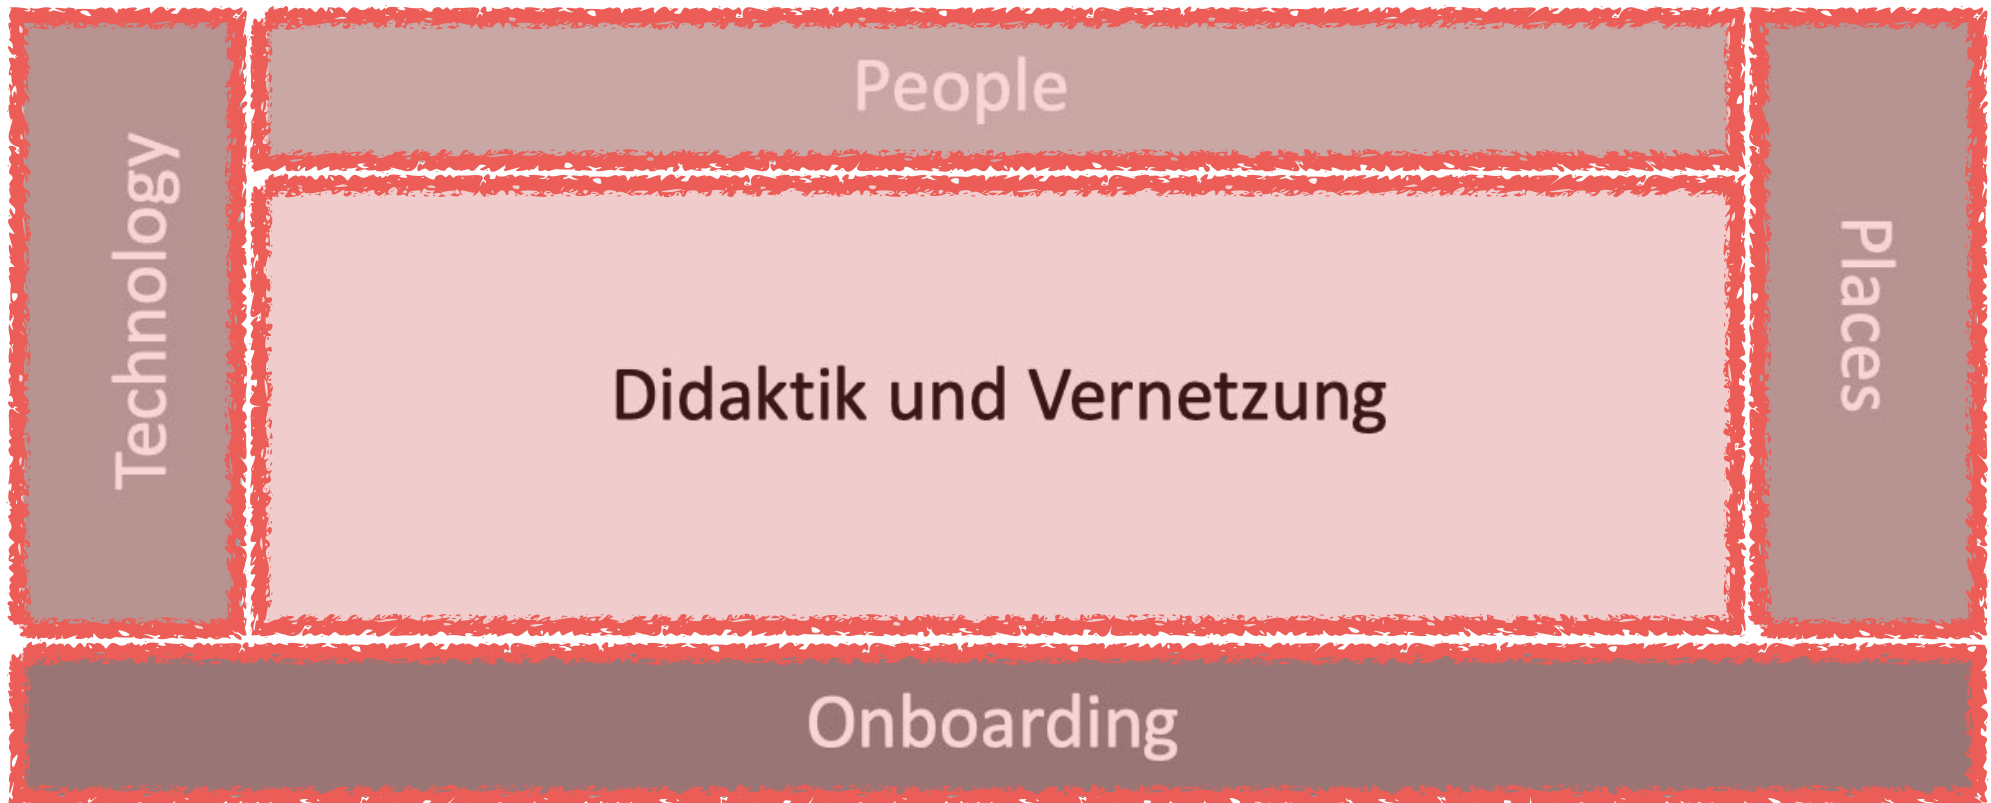 People
Technology
Didaktik und Vernetzung
Places
Onboarding